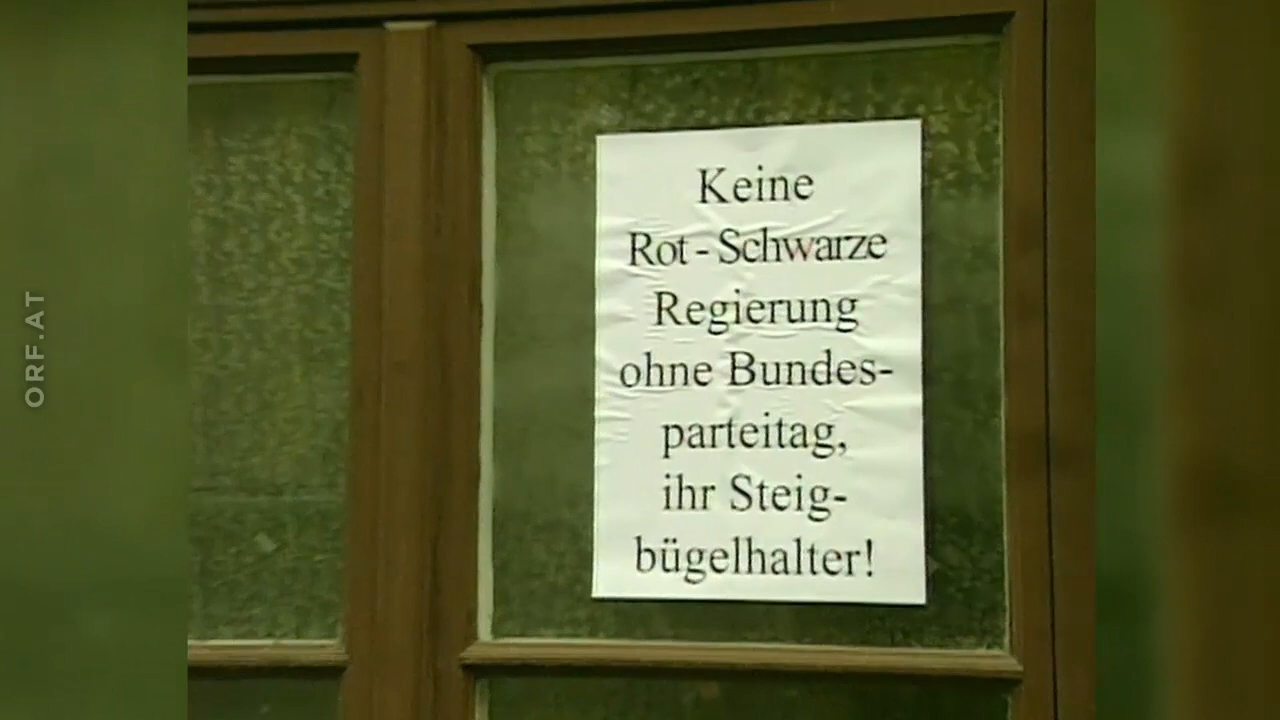 ORF.AT
Keine
Rot - Schwarze
Regierung
ohne Bundes-
parteitag,
ihr Steig-
bügelhalter!